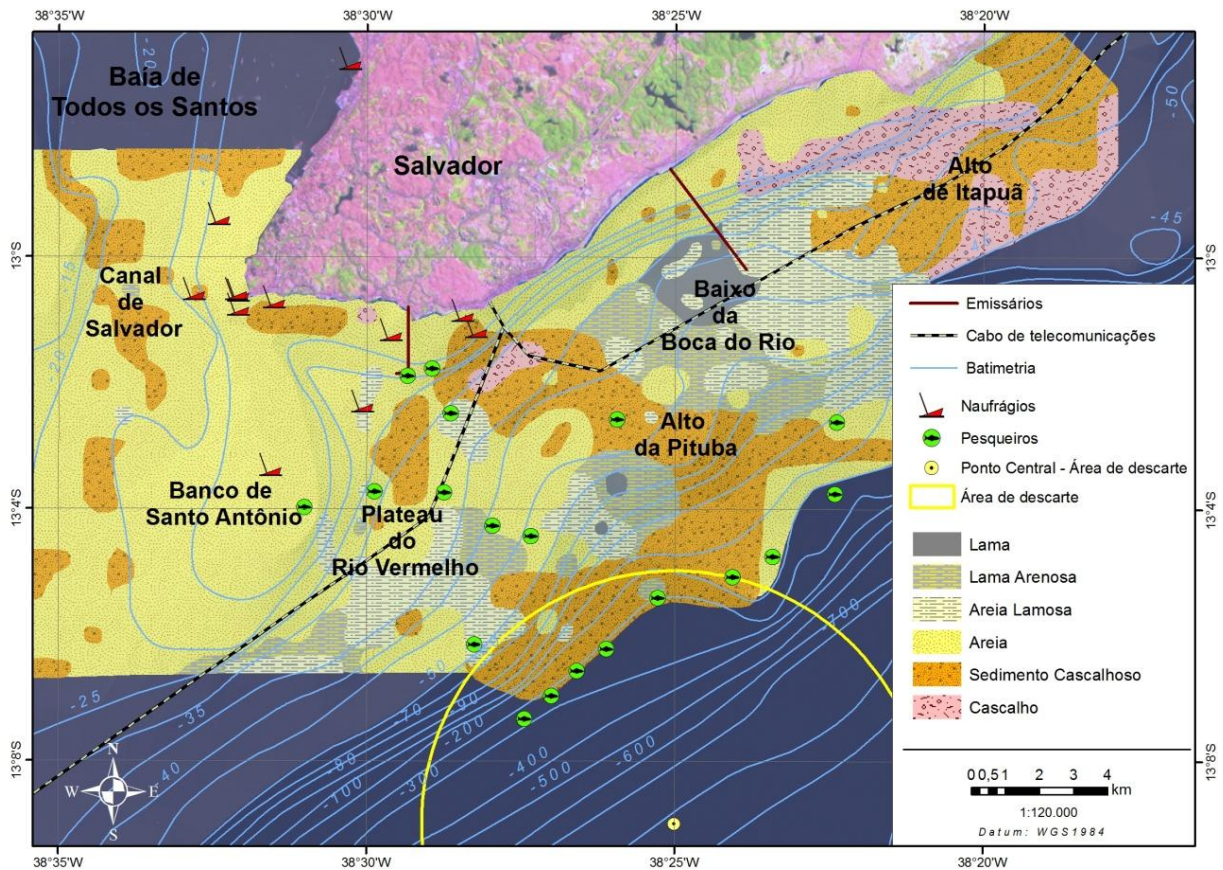 38°35'W 38°30'W 38°25'W 38°20'W
-20
-50
Baía de
Todos os Santos
Salvador
Alto
de Itapuã
-45
13°S 13°S
-15
Canal
de
Salvador
-20
Baixo
da
Boca do Rio
Emissários
Cabo de telecomunicações
Batimetria
Naufrágios
Pesqueiros
Ponto Central - Área de descarte
Área de descarte
Lama
Lama Arenosa
Areia Lamosa
Areia
Sedimento Cascalhoso
Cascalho
0 0,5 1 2 3 4
km
1:120.000
Datum: WGS1984
Alto
da Pituba
Banco de
Santo Antônio
Plateau
do
Rio Vermelho
13°4'S 13°4'S
-700
-25
-35
-40
-50
-70
-80
-90
-100
-200
-300
-400
-500
-600
13°8'S 13°8'S
N
W E
S
38°35'W 38°30'W 38°25'W 38°20'W